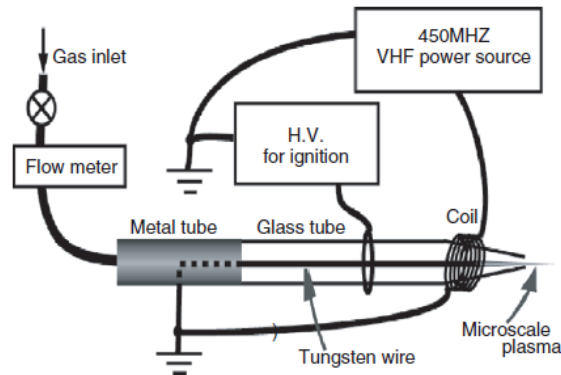 Gas inlet
Flow meter
450MHZ
VHF power source
H.V.
for ignition
Metal tube
Glass tube
Coil
Tungsten wire
Microscale
plasma